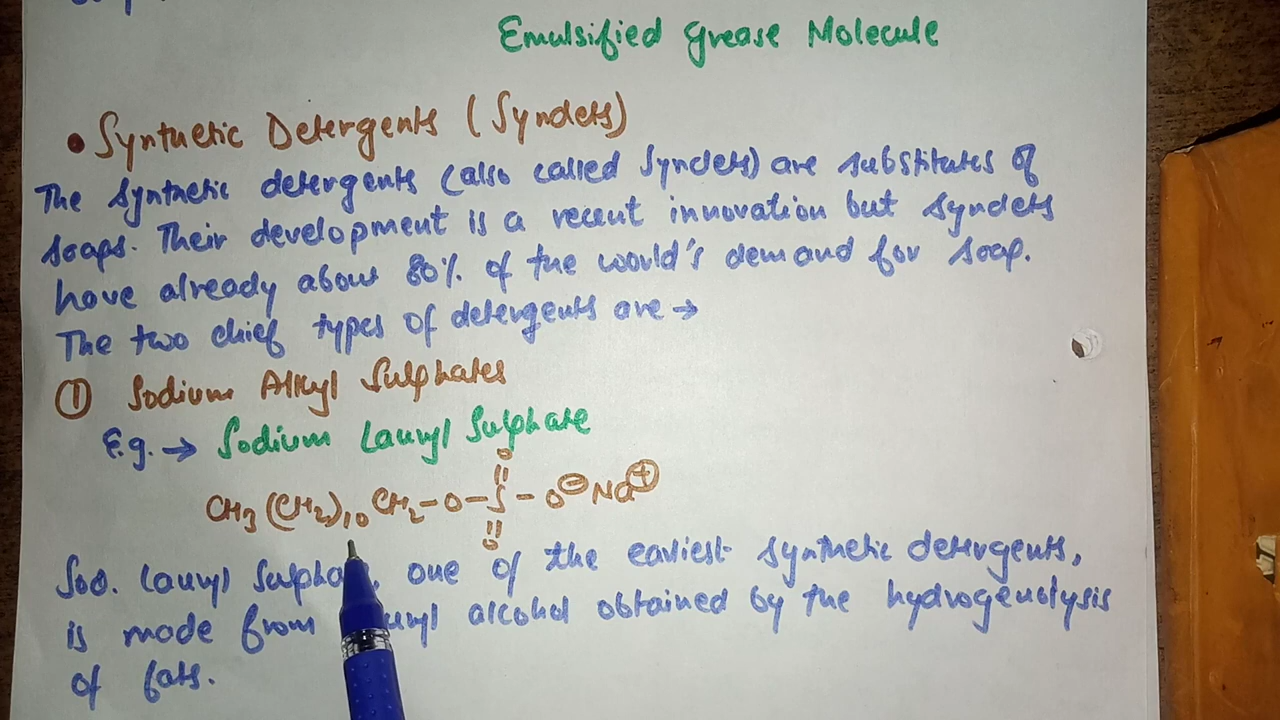 Emulsified Grease Molecule
• Synthetic Detergents (Syndets)
The synthetic detergents (also called Syndets) are substitutes of
soaps. Their development is a recent innovation but syndets
have already about 80% of the world's demand for soap.
The two chief types of detergents are →
① Sodium Alkyl Sulphates
E.g. → Sodium Lauryl Sulphate
O
CH₃(CH₂)₁₀CH₂-O-S-O⊖Na⊕
O
Sod. Lauryl Sulpha, one of the earliest synthetic detergents,
is made from uryl alcohol obtained by the hydrogenolysis
of fats.